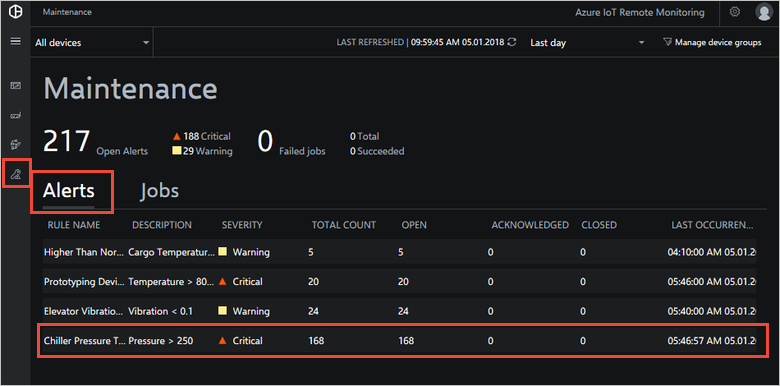 Maintenance
Azure IoT Remote Monitoring
All devices
LAST REFRESHED | 09:59:45 AM 05.01.2018
Last day
Manage device groups
Maintenance
217 Open Alerts
188 Critical
29 Warning
0 Failed jobs
0 Total
0 Succeeded
Alerts
Jobs
RULE NAME DESCRIPTION SEVERITY TOTAL COUNT OPEN ACKNOWLEDGED CLOSED LAST OCCURREN...
Higher Than Nor... Cargo Temperatur... Warning 5 5 0 0 04:10:00 AM 05.01.2
Prototyping Devi... Temperature > 80... Critical 20 20 0 0 05:46:00 AM 05.01.2
Elevator Vibratio... Vibration < 0.1 Warning 24 24 0 0 05:40:00 AM 05.01.2
Chiller Pressure T... Pressure > 250 Critical 168 168 0 0 05:46:57 AM 05.01.2